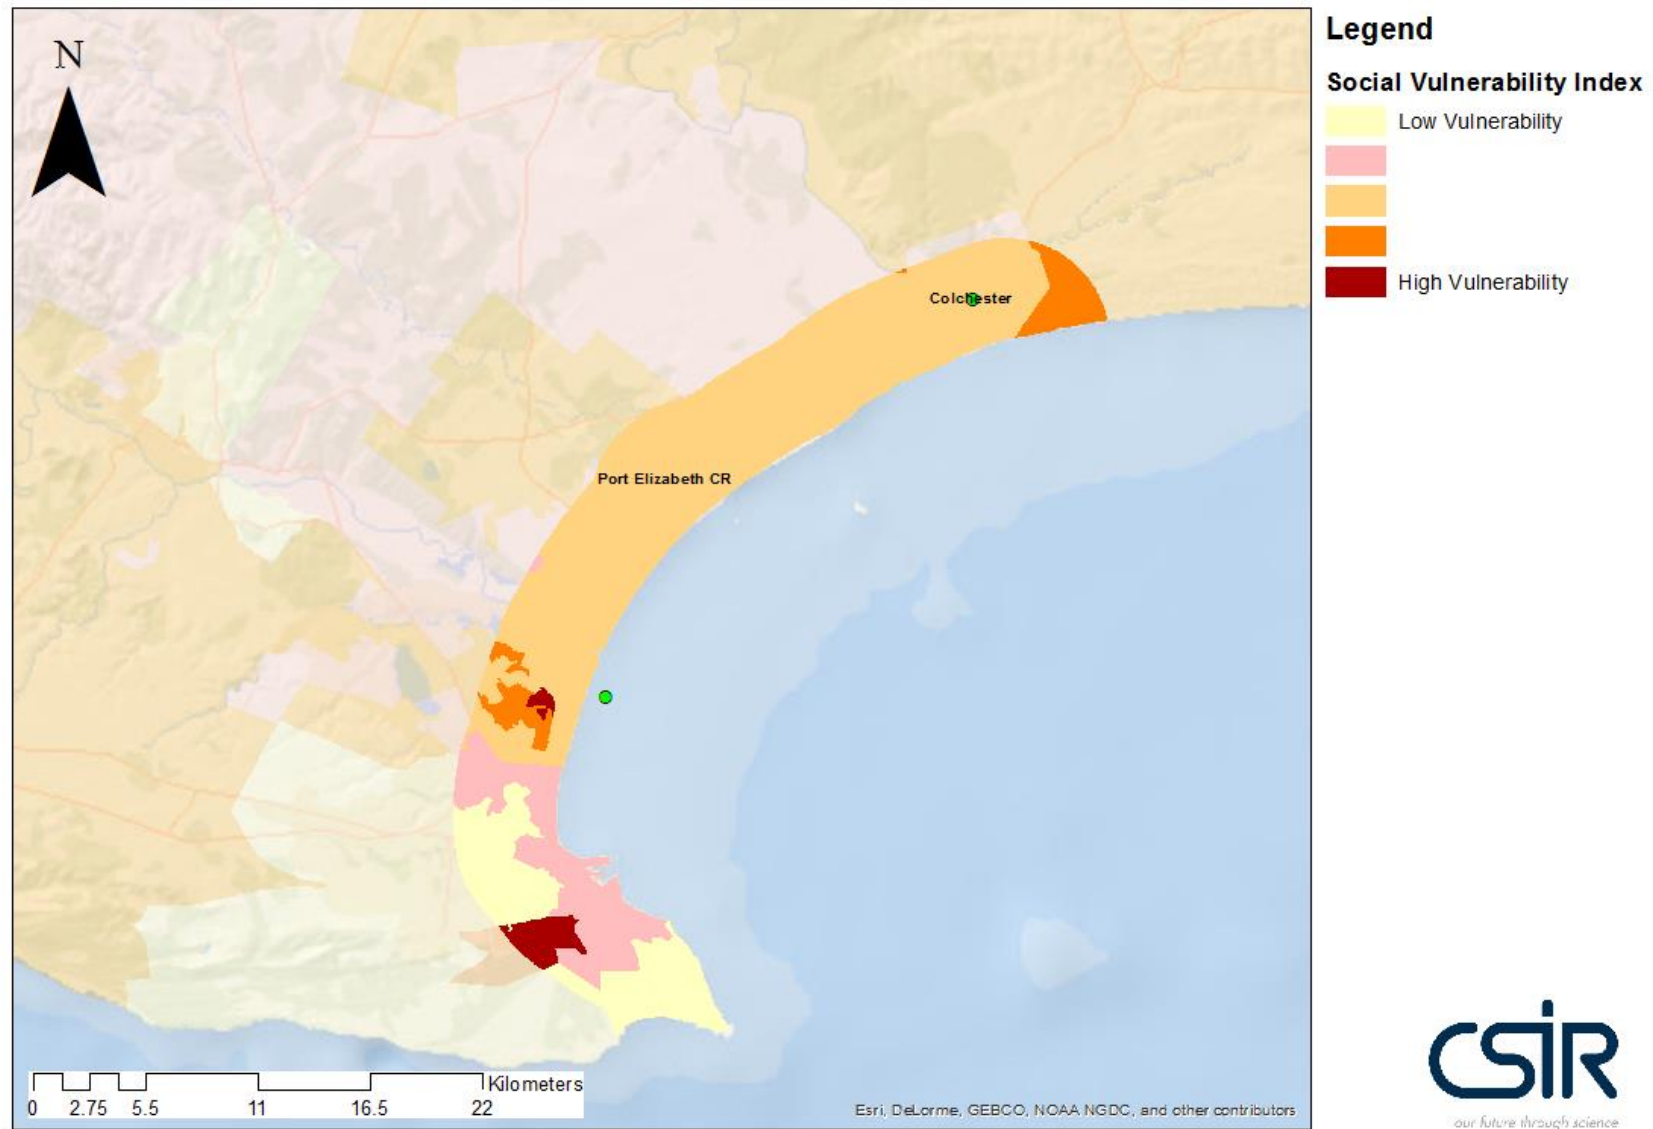 N
Colchester
Port Elizabeth CR
Kilometers
0 2.75 5.5 11 16.5 22
Esri, DeLorme, GEBCO, NOAA NGDC, and other contributors
Legend
Social Vulnerability Index
Low Vulnerability
High Vulnerability
CSIR
our future through science